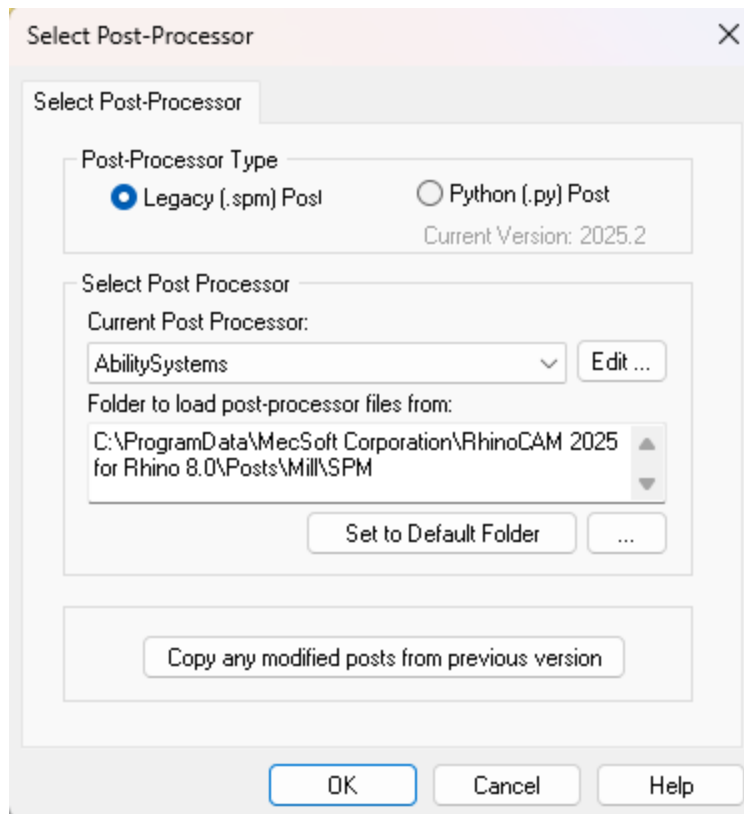 Select Post-Processor
Select Post-Processor
Post-Processor Type
Legacy (.spm) Post
Python (.py) Post
Current Version: 2025.2
Select Post Processor
Current Post Processor:
AbilitySystems
Edit ...
Folder to load post-processor files from:
C:\ProgramData\MecSoft Corporation\RhinoCAM 2025
for Rhino 8.0\Posts\Mill\SPM
Set to Default Folder
...
Copy any modified posts from previous version
OK
Cancel
Help